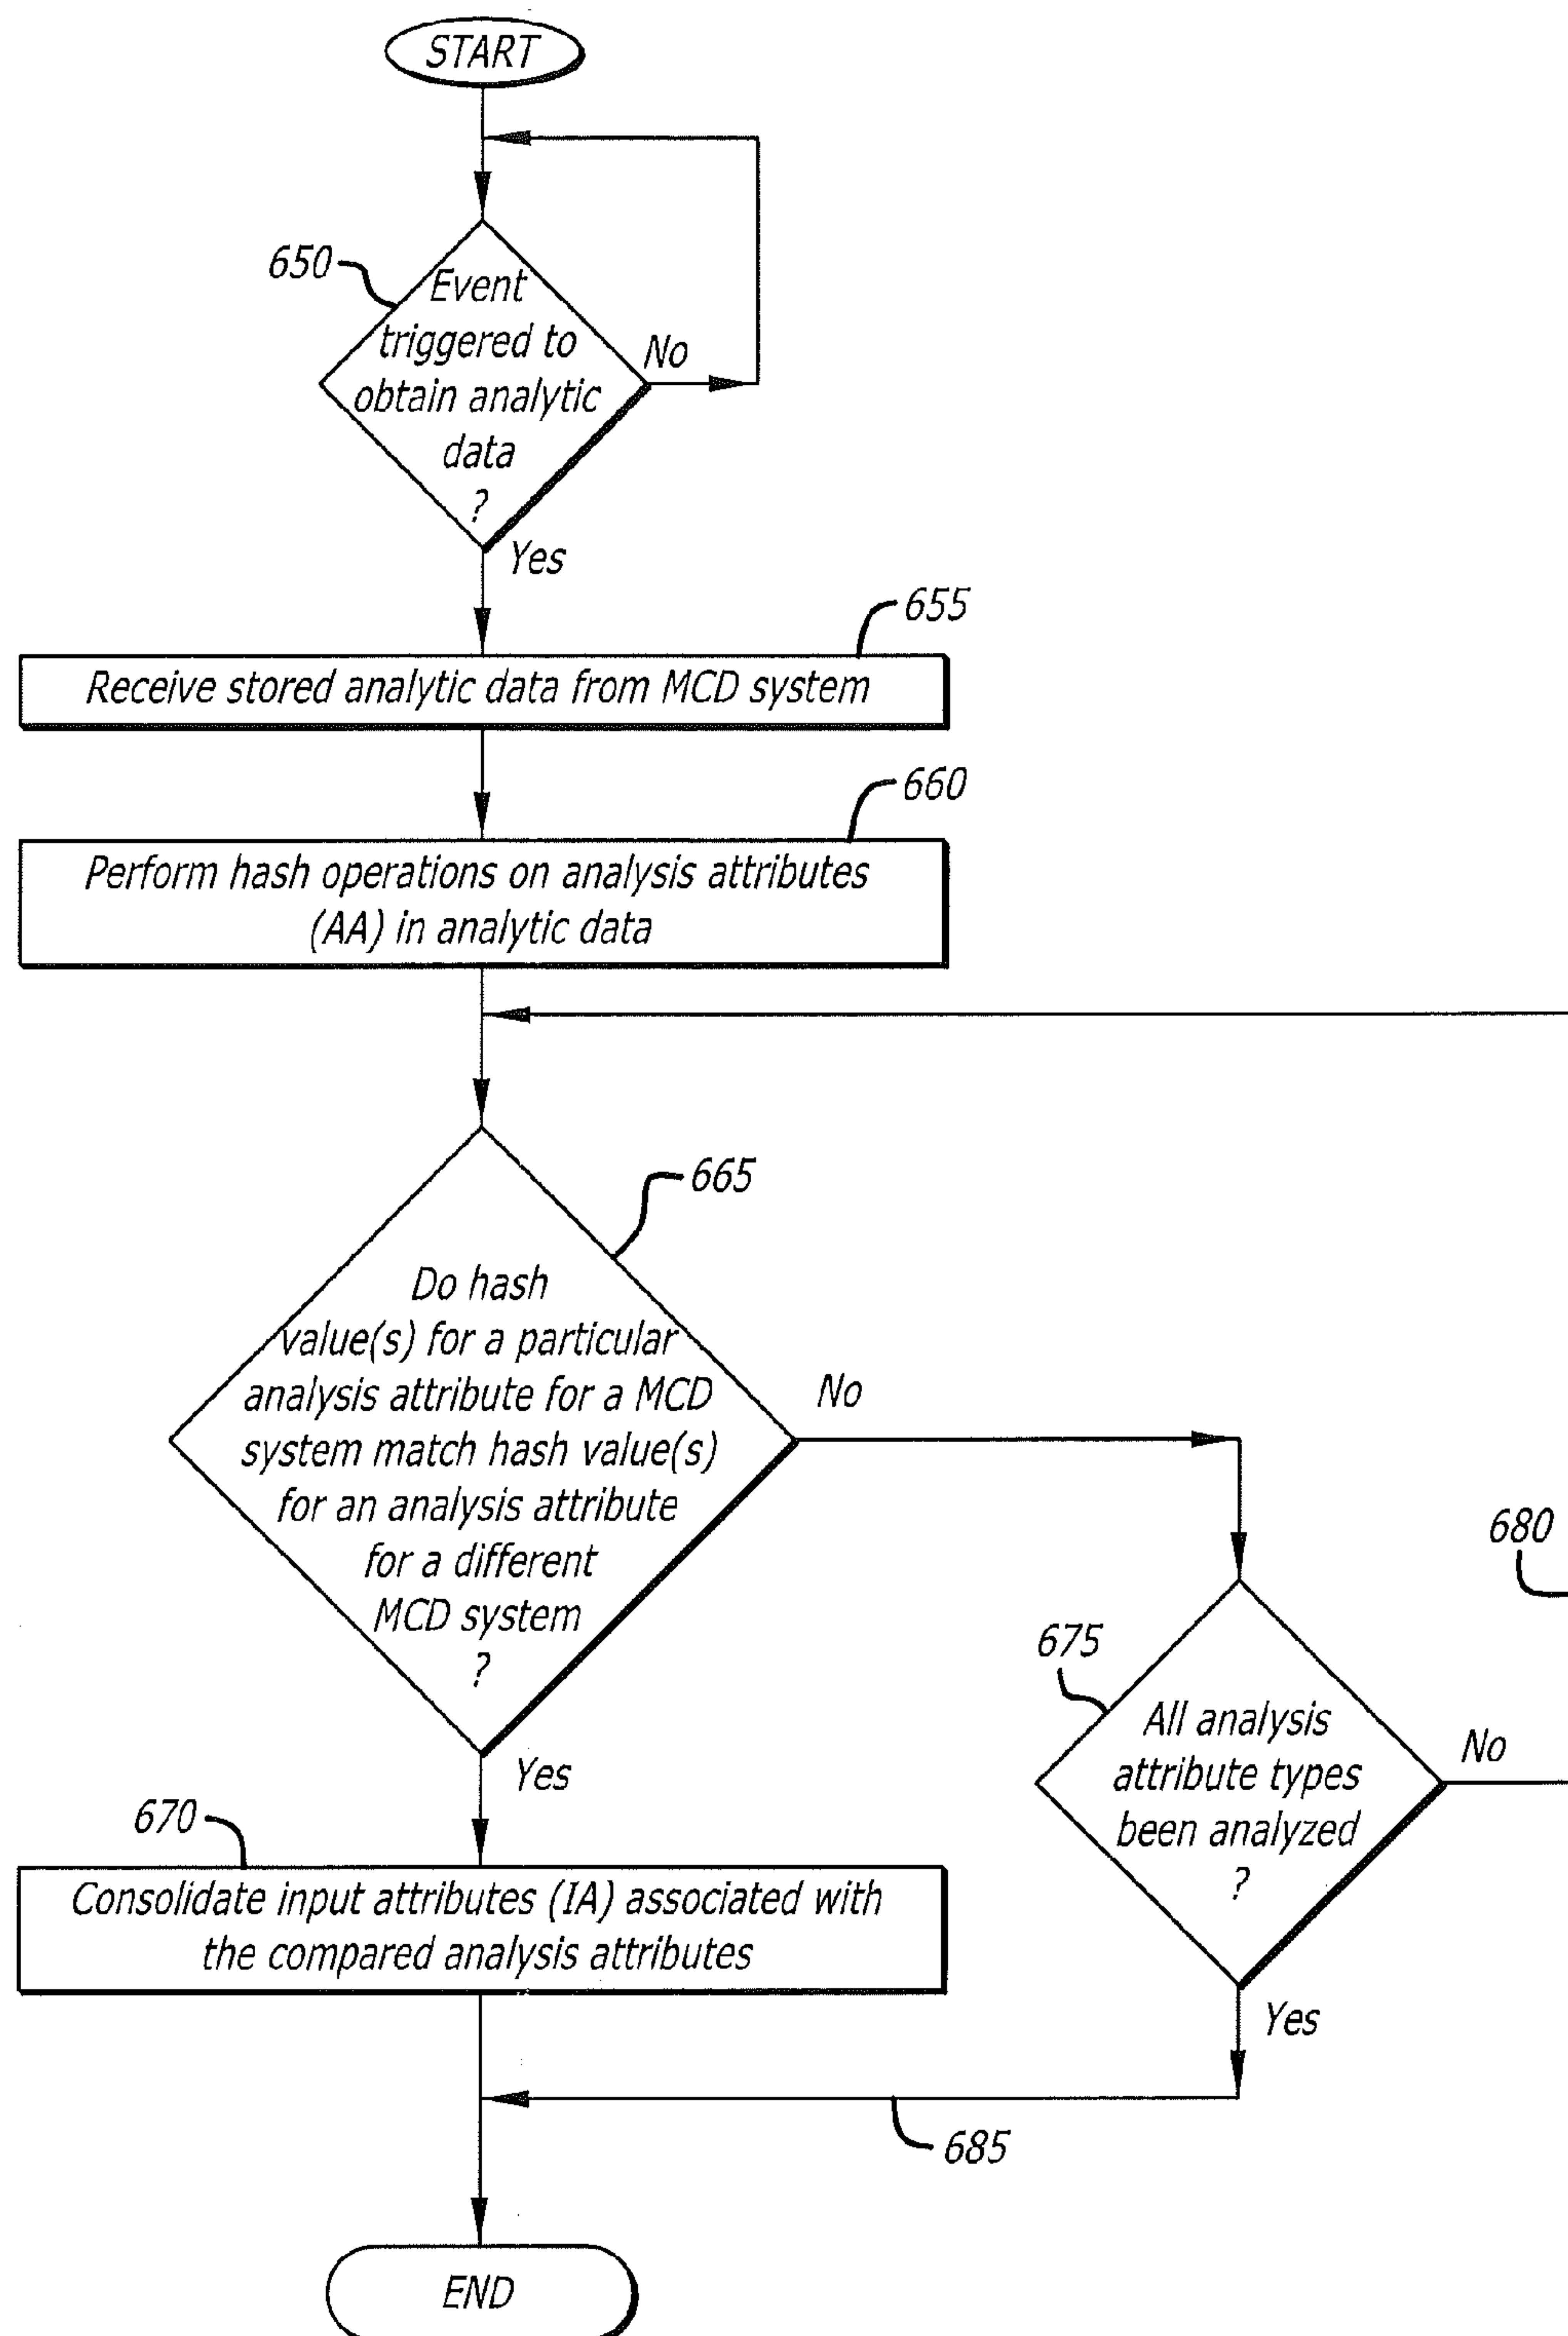 START
650
Event
triggered to
obtain analytic
data
?
No
Yes
655
Receive stored analytic data from MCD system
660
Perform hash operations on analysis attributes
(AA) in analytic data
665
Do hash
value(s) for a particular
analysis attribute for a MCD
system match hash value(s)
for an analysis attribute
for a different
MCD system
?
No
Yes
680
675
All analysis
attribute types
been analyzed
?
No
Yes
670
Consolidate input attributes (IA) associated with
the compared analysis attributes
685
END